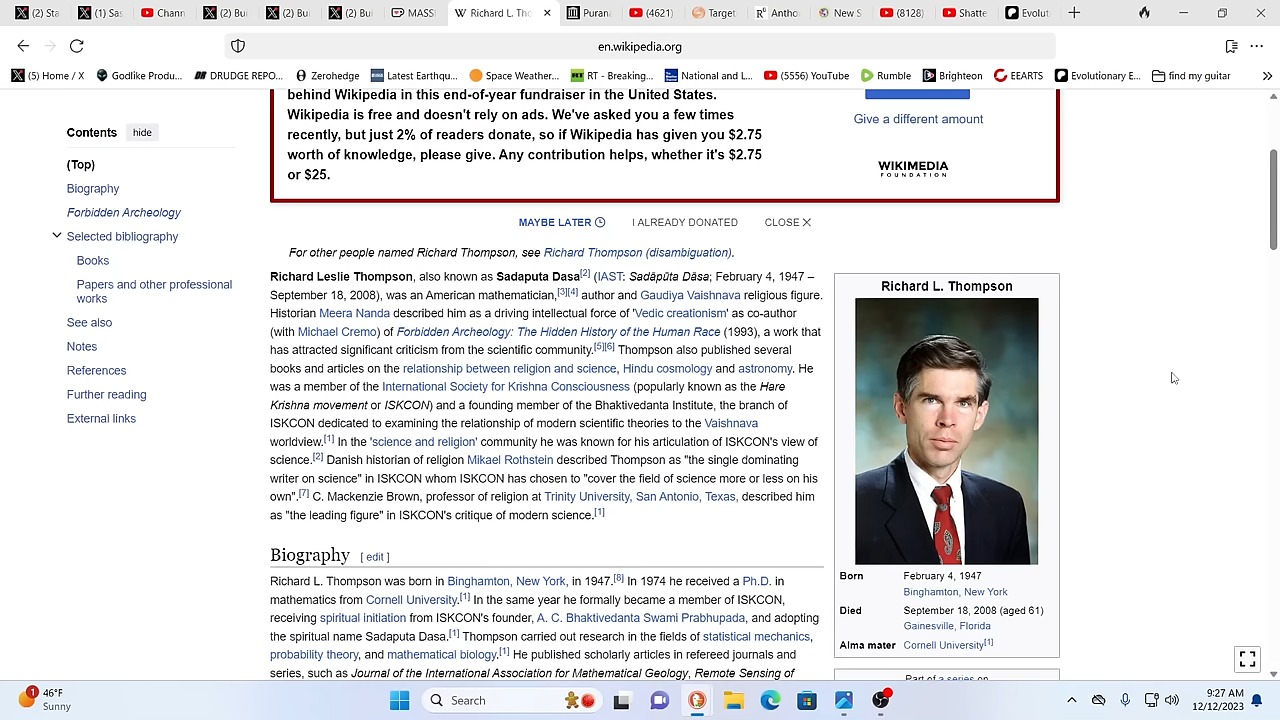 (5) Sta
(1) Sas
Chann
(2) Bu
(2) Bu
(2) Bu
MASS
Richard L. Tho
Puran
(4621)
Target
Antho
New S
(8128)
Shatte
Evolut
en.wikipedia.org
(5) Home / X
Godlike Produ...
DRUDGE REPO...
Zerohedge
Latest Earthqu...
Space Weather...
RT - Breaking...
National and L...
(5556) YouTube
Rumble
Brighteon
EEARTS
Evolutionary E...
find my guitar
behind Wikipedia in this end-of-year fundraiser in the United States.
Wikipedia is free and doesn't rely on ads. We've asked you a few times
recently, but just 2% of readers donate, so if Wikipedia has given you $2.75
worth of knowledge, please give. Any contribution helps, whether it's $2.75
or $25.
Give a different amount
WIKIMEDIA
FOUNDATION
MAYBE LATER
I ALREADY DONATED
CLOSE
Contents hide
(Top)
Biography
Forbidden Archeology
Selected bibliography
Books
Papers and other professional
works
See also
Notes
References
Further reading
External links
For other people named Richard Thompson, see Richard Thompson (disambiguation).
Richard Leslie Thompson, also known as Sadaputa Dasa[2] (IAST: Sadāpūta Dāsa; February 4, 1947 –
September 18, 2008), was an American mathematician,[3][4] author and Gaudiya Vaishnava religious figure.
Historian Meera Nanda described him as a driving intellectual force of 'Vedic creationism' as co-author
(with Michael Cremo) of Forbidden Archeology: The Hidden History of the Human Race (1993), a work that
has attracted significant criticism from the scientific community.[5][6] Thompson also published several
books and articles on the relationship between religion and science, Hindu cosmology and astronomy. He
was a member of the International Society for Krishna Consciousness (popularly known as the Hare
Krishna movement or ISKCON) and a founding member of the Bhaktivedanta Institute, the branch of
ISKCON dedicated to examining the relationship of modern scientific theories to the Vaishnava
worldview.[1] In the 'science and religion' community he was known for his articulation of ISKCON's view of
science.[2] Danish historian of religion Mikael Rothstein described Thompson as "the single dominating
writer on science" in ISKCON whom ISKCON has chosen to "cover the field of science more or less on his
own".[7] C. Mackenzie Brown, professor of religion at Trinity University, San Antonio, Texas, described him
as "the leading figure" in ISKCON's critique of modern science.[1]
Biography [ edit ]
Richard L. Thompson was born in Binghamton, New York, in 1947.[8] In 1974 he received a Ph.D. in
mathematics from Cornell University.[1] In the same year he formally became a member of ISKCON,
receiving spiritual initiation from ISKCON's founder, A. C. Bhaktivedanta Swami Prabhupada, and adopting
the spiritual name Sadaputa Dasa.[1] Thompson carried out research in the fields of statistical mechanics,
probability theory, and mathematical biology.[1] He published scholarly articles in refereed journals and
series, such as Journal of the International Association for Mathematical Geology, Remote Sensing of
Richard L. Thompson
Born February 4, 1947
Binghamton, New York
Died September 18, 2008 (aged 61)
Gainesville, Florida
Alma mater Cornell University[1]
Part of a series on
1
46°F
Sunny
Search
9:27 AM
12/12/2023